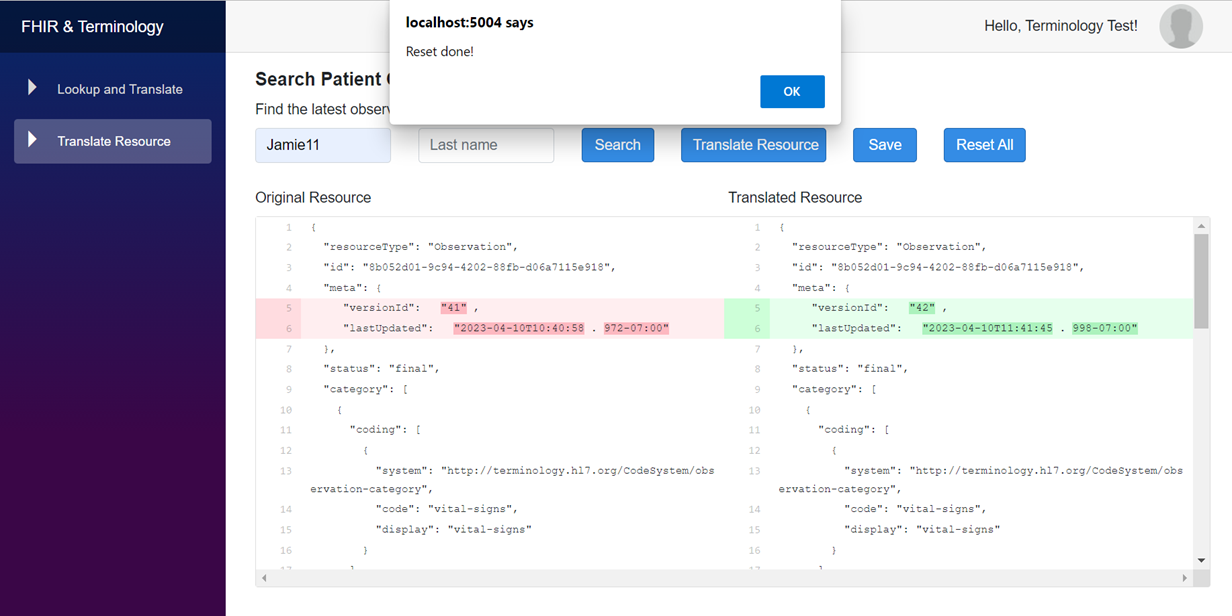 FHIR & Terminology
Lookup and Translate
Translate Resource
localhost:5004 says
Reset done!
OK
Hello, Terminology Test!
Search Patient
Find the latest observ
Jamie11
Last name
Search
Translate Resource
Save
Reset All
Original Resource
1 {
2 "resourceType": "Observation",
3 "id": "8b052d01-9c94-4202-88fb-d06a7115e918",
4 "meta": {
5 "versionId": "41" ,
6 "lastUpdated": "2023-04-10T10:40:58 . 972-07:00"
7 },
8 "status": "final",
9 "category": [
10 {
11 "coding": [
12 {
13 "system": "http://terminology.hl7.org/CodeSystem/obs
ervation-category",
14 "code": "vital-signs",
15 "display": "vital-signs"
16 }
Translated Resource
1 {
2 "resourceType": "Observation",
3 "id": "8b052d01-9c94-4202-88fb-d06a7115e918",
4 "meta": {
5 "versionId": "42" ,
6 "lastUpdated": "2023-04-10T11:41:45 . 998-07:00"
7 },
8 "status": "final",
9 "category": [
10 {
11 "coding": [
12 {
13 "system": "http://terminology.hl7.org/CodeSystem/obs
ervation-category",
14 "code": "vital-signs",
15 "display": "vital-signs"
16 }